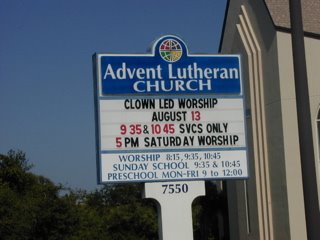 Advent Lutheran
CHURCH
CLOWN LED WORSHIP
AUGUST 13
9 35 & 10 45 SVCS ONLY
5 PM SATURDAY WORSHIP
WORSHIP 8:15, 9:35, 10:45
SUNDAY SCHOOL 9:35 & 10:45
PRESCHOOL MON-FRI 9 to 12:00
7550